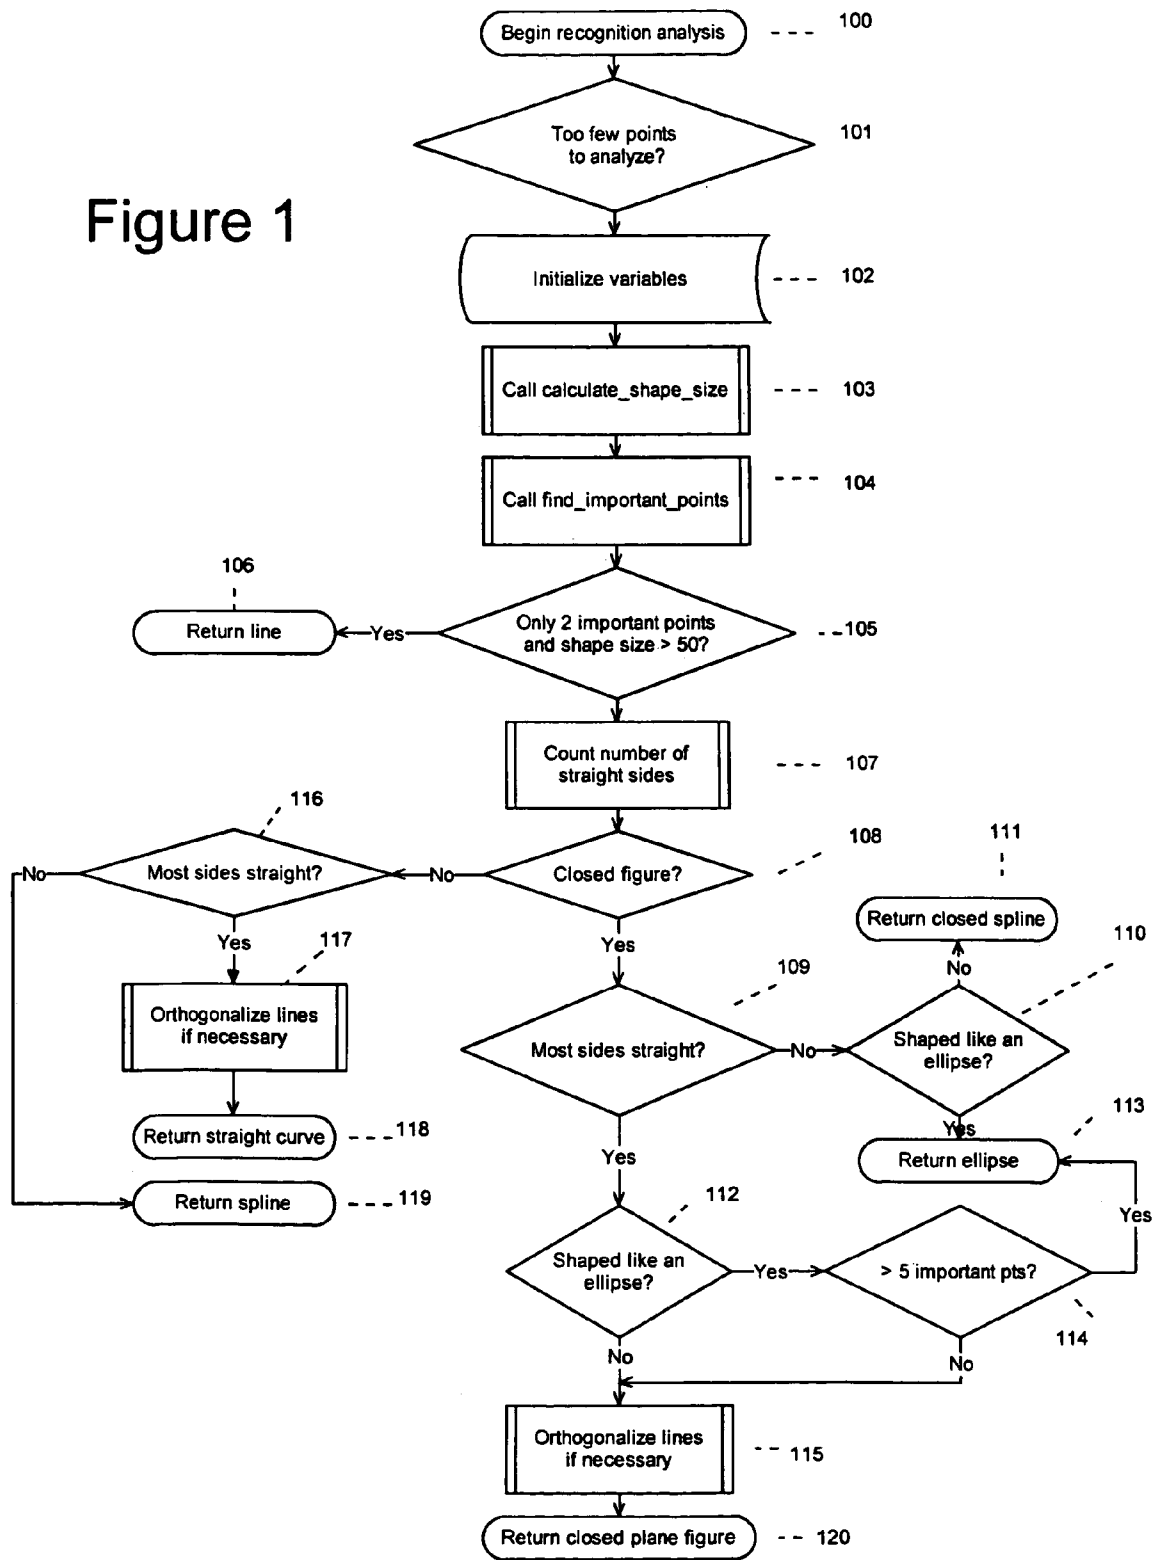 Begin recognition analysis
100
Too few points
to analyze?
101
Figure 1
Initialize variables
102
Call calculate_shape_size
103
Call find_important_points
104
106
Return line
Yes
Only 2 important points
and shape size > 50?
105
Count number of
straight sides
107
116
No
Most sides straight?
No
Closed figure?
108
111
Return closed spline
110
Yes
117
Yes
109
No
Orthogonalize lines
if necessary
Most sides straight?
No
Shaped like an
ellipse?
113
Return straight curve
118
Yes
Yes
Return ellipse
Return spline
119
112
Yes
Shaped like an
ellipse?
Yes
> 5 important pts?
114
No
No
Orthogonalize lines
if necessary
115
Return closed plane figure
120